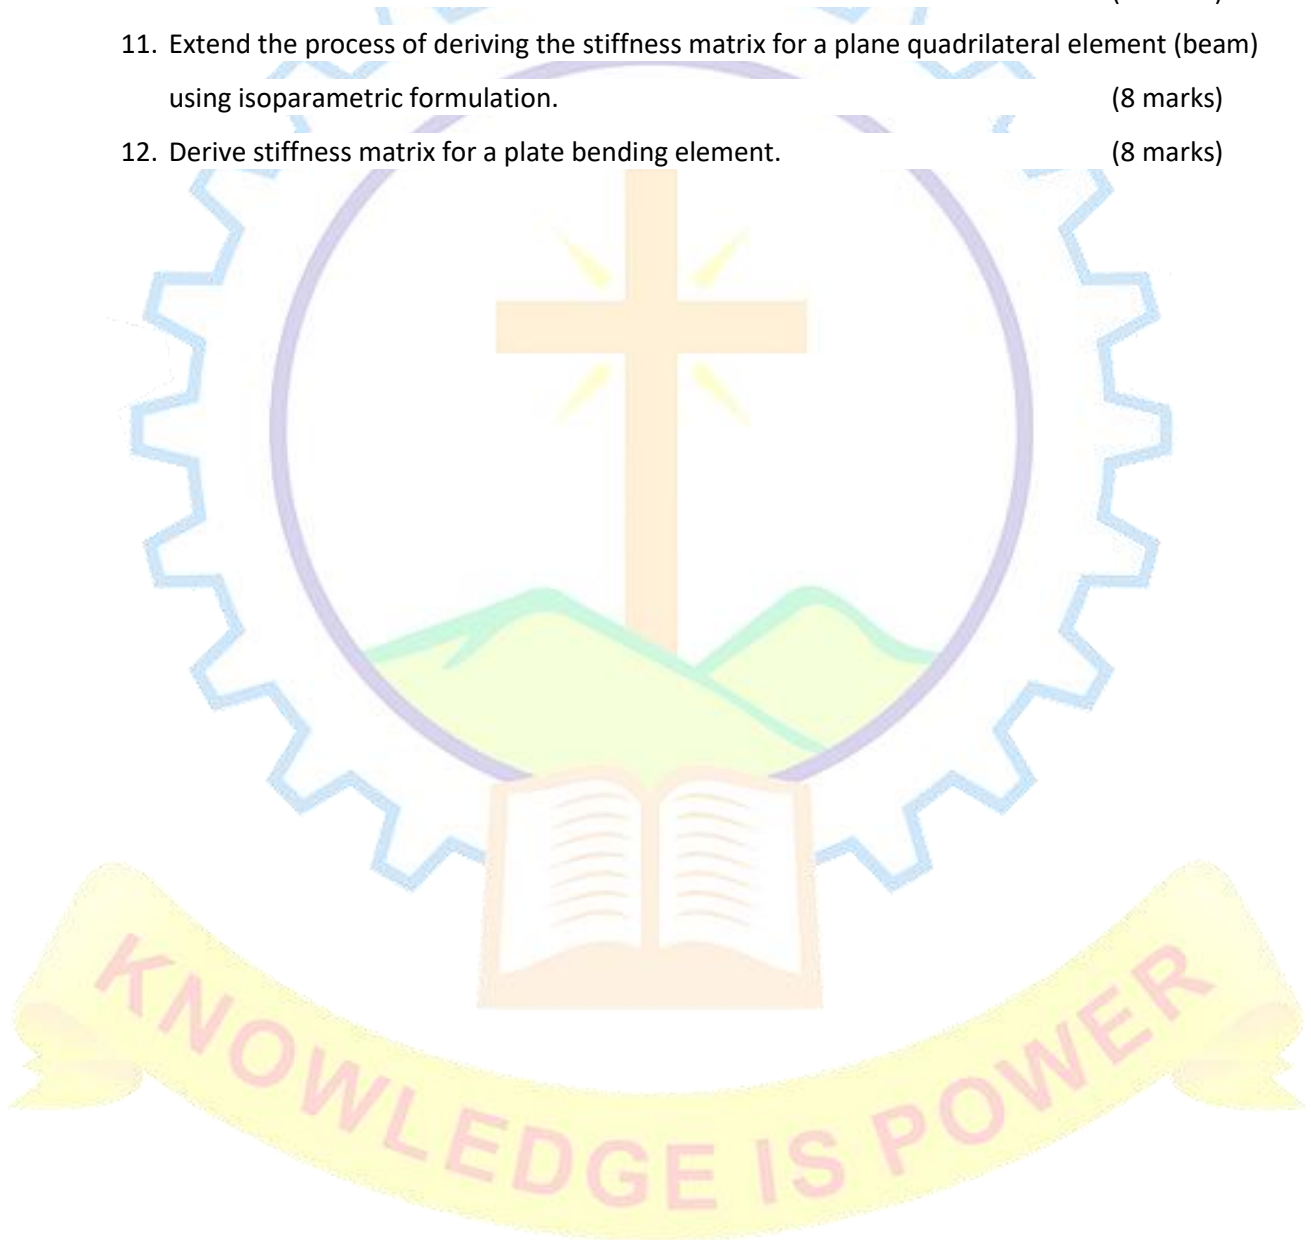 11. Extend the process of deriving the stiffness matrix for a plane quadrilateral element (beam)
using isoparametric formulation. (8 marks)
12. Derive stiffness matrix for a plate bending element. (8 marks)
KNOWLEDGE IS POWER